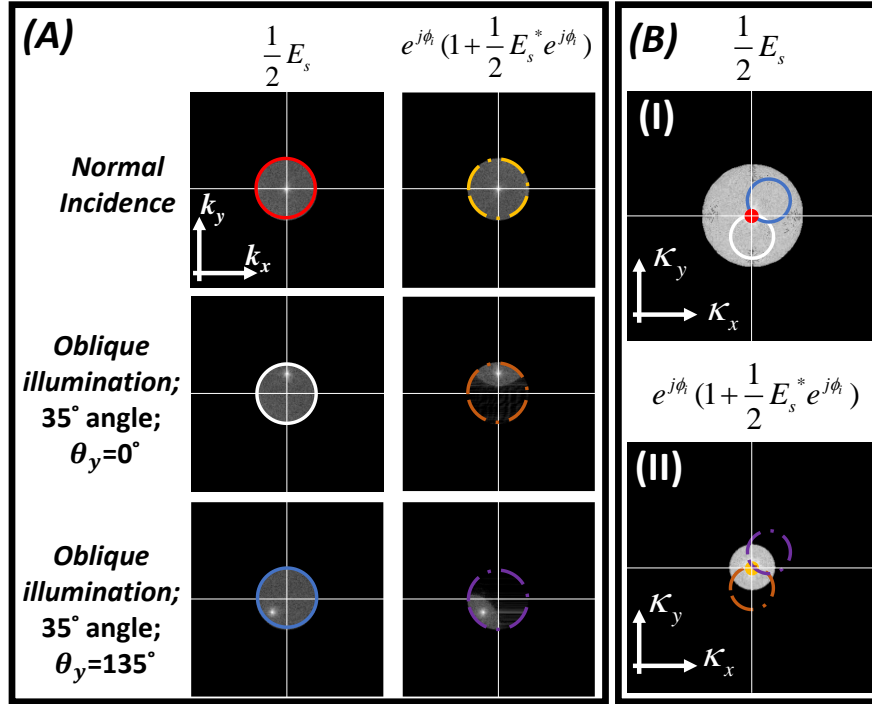 (A)
½ E_s
e^{jϕ_i}(1+½ E_s^* e^{jϕ_i})
Normal
Incidence
k_y
k_x
Oblique
illumination;
35° angle;
θ_y=0°
Oblique
illumination;
35° angle;
θ_y=135°
(B)
½ E_s
(I)
κ_y
κ_x
e^{jϕ_i}(1+½ E_s^* e^{jϕ_i})
(II)
κ_y
κ_x